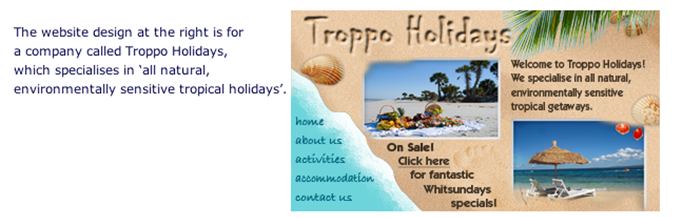 The website design at the right is for
a company called Troppo Holidays,
which specialises in ‘all natural,
environmentally sensitive tropical holidays’.
Troppo Holidays
Welcome to Troppo Holidays!
We specialise in all natural,
environmentally sensitive
tropical getaways.
home
about us
activities
accommodation
contact us
On Sale!
Click here
for fantastic
Whitsundays
specials!